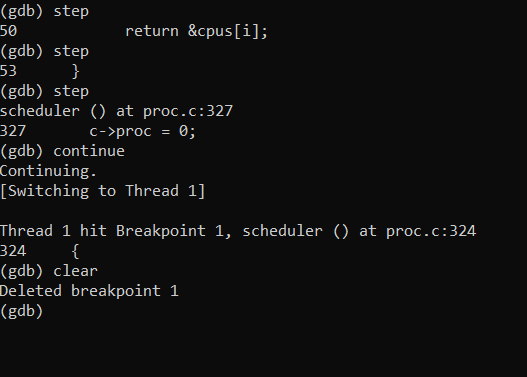 (gdb) step
50            return &cpus[i];
(gdb) step
53      }
(gdb) step
scheduler () at proc.c:327
327       c->proc = 0;
(gdb) continue
Continuing.
[Switching to Thread 1]

Thread 1 hit Breakpoint 1, scheduler () at proc.c:324
324     {
(gdb) clear
Deleted breakpoint 1
(gdb)